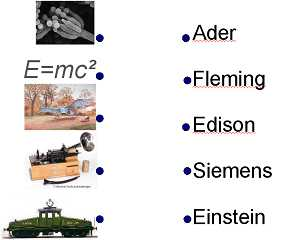 Ader
E=mc²
Fleming
Edison
Siemens
Einstein